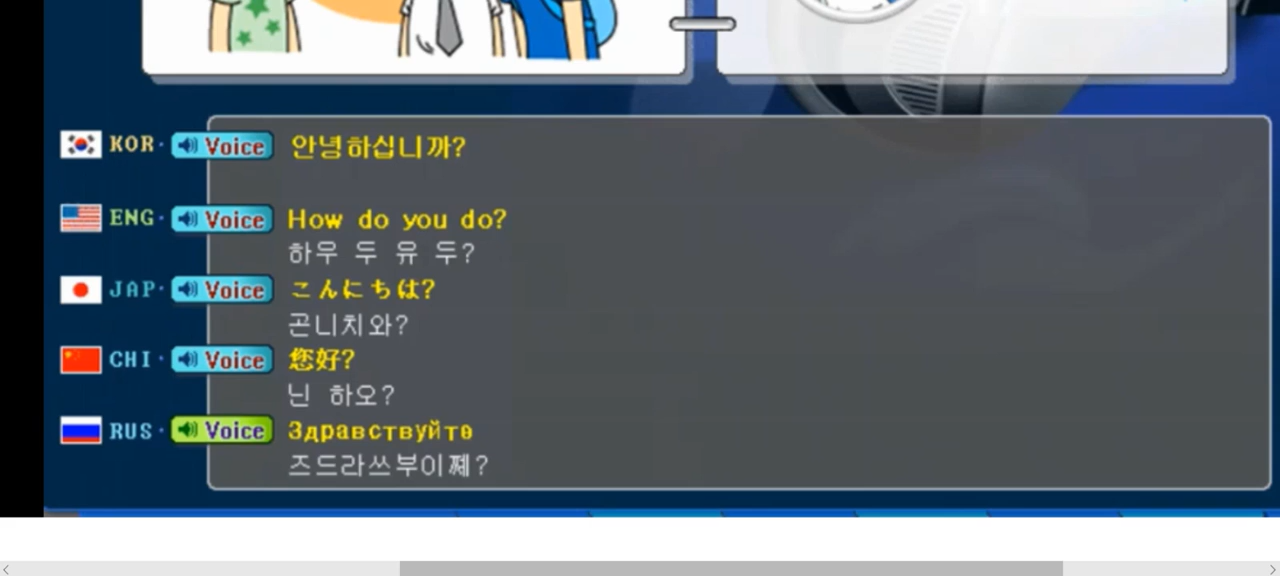 KOR· Voice 안녕하십니까?
ENG· Voice How do you do?
하우 두 유 두?
JAP· Voice こんにちは?
곤니치와?
CHI· Voice 您好?
닌 하오?
RUS· Voice Здравствуйте
즈드라쓰부이쩨?